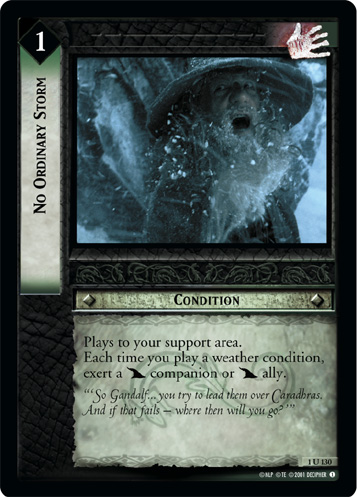 1
No Ordinary Storm
Condition
Plays to your support area.
Each time you play a weather condition,
exert a companion or ally.
“‘So Gandalf...you try to lead them over Caradhras.
And if that fails – where then will you go?’”
1 U 130
©NLP ©TE ©2001 DECIPHER